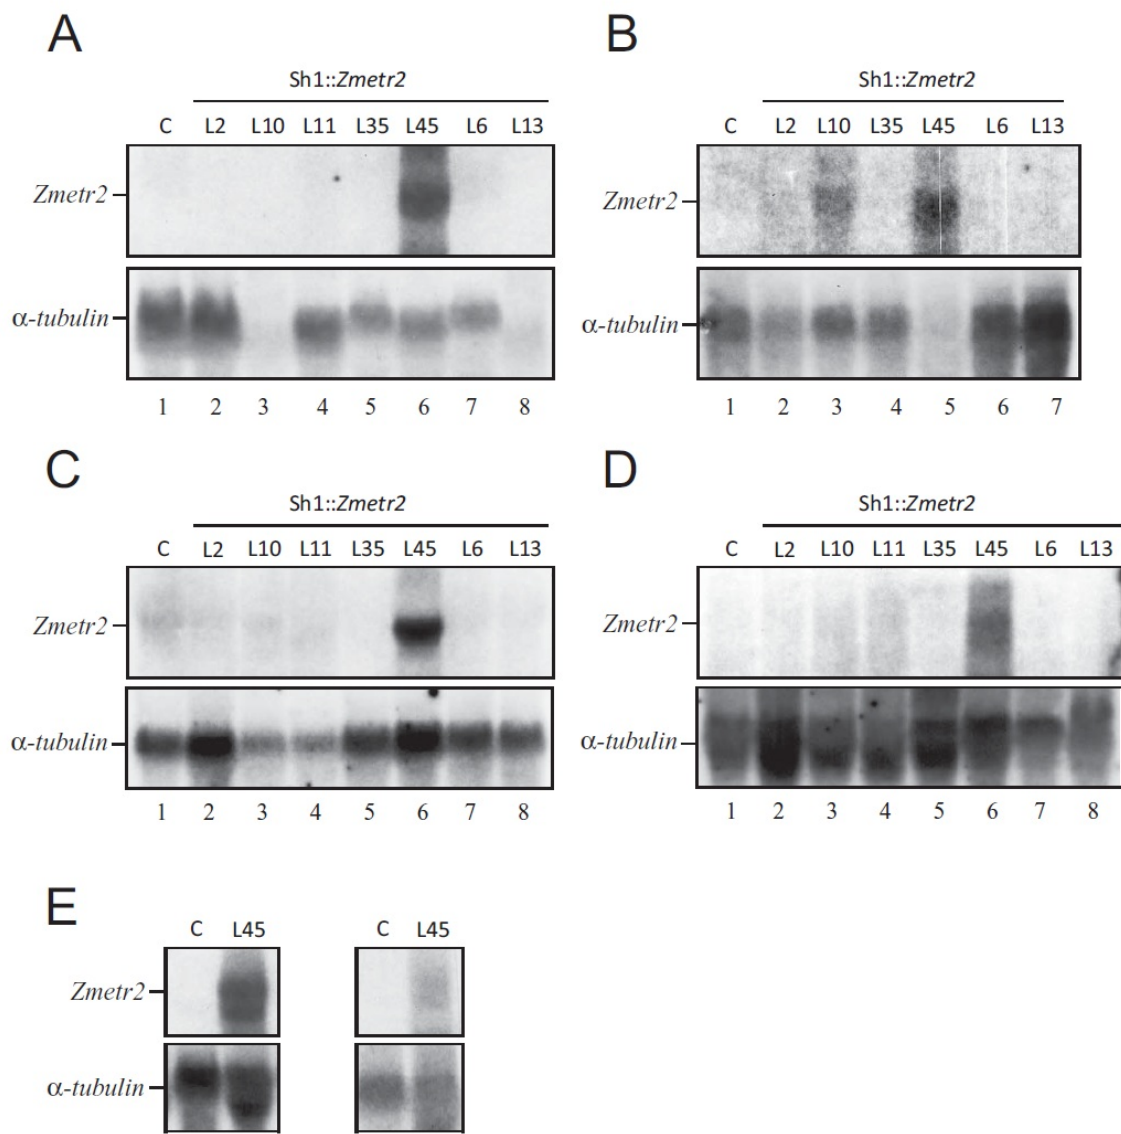 A
Sh1::Zmetr2
C L2 L10 L11 L35 L45 L6 L13
Zmetr2
α-tubulin
1 2 3 4 5 6 7 8
B
Sh1::Zmetr2
C L2 L10 L35 L45 L6 L13
Zmetr2
α-tubulin
1 2 3 4 5 6 7
C
Sh1::Zmetr2
C L2 L10 L11 L35 L45 L6 L13
Zmetr2
α-tubulin
1 2 3 4 5 6 7 8
D
Sh1::Zmetr2
C L2 L10 L11 L35 L45 L6 L13
Zmetr2
α-tubulin
1 2 3 4 5 6 7 8
E
C L45
C L45
Zmetr2
α-tubulin